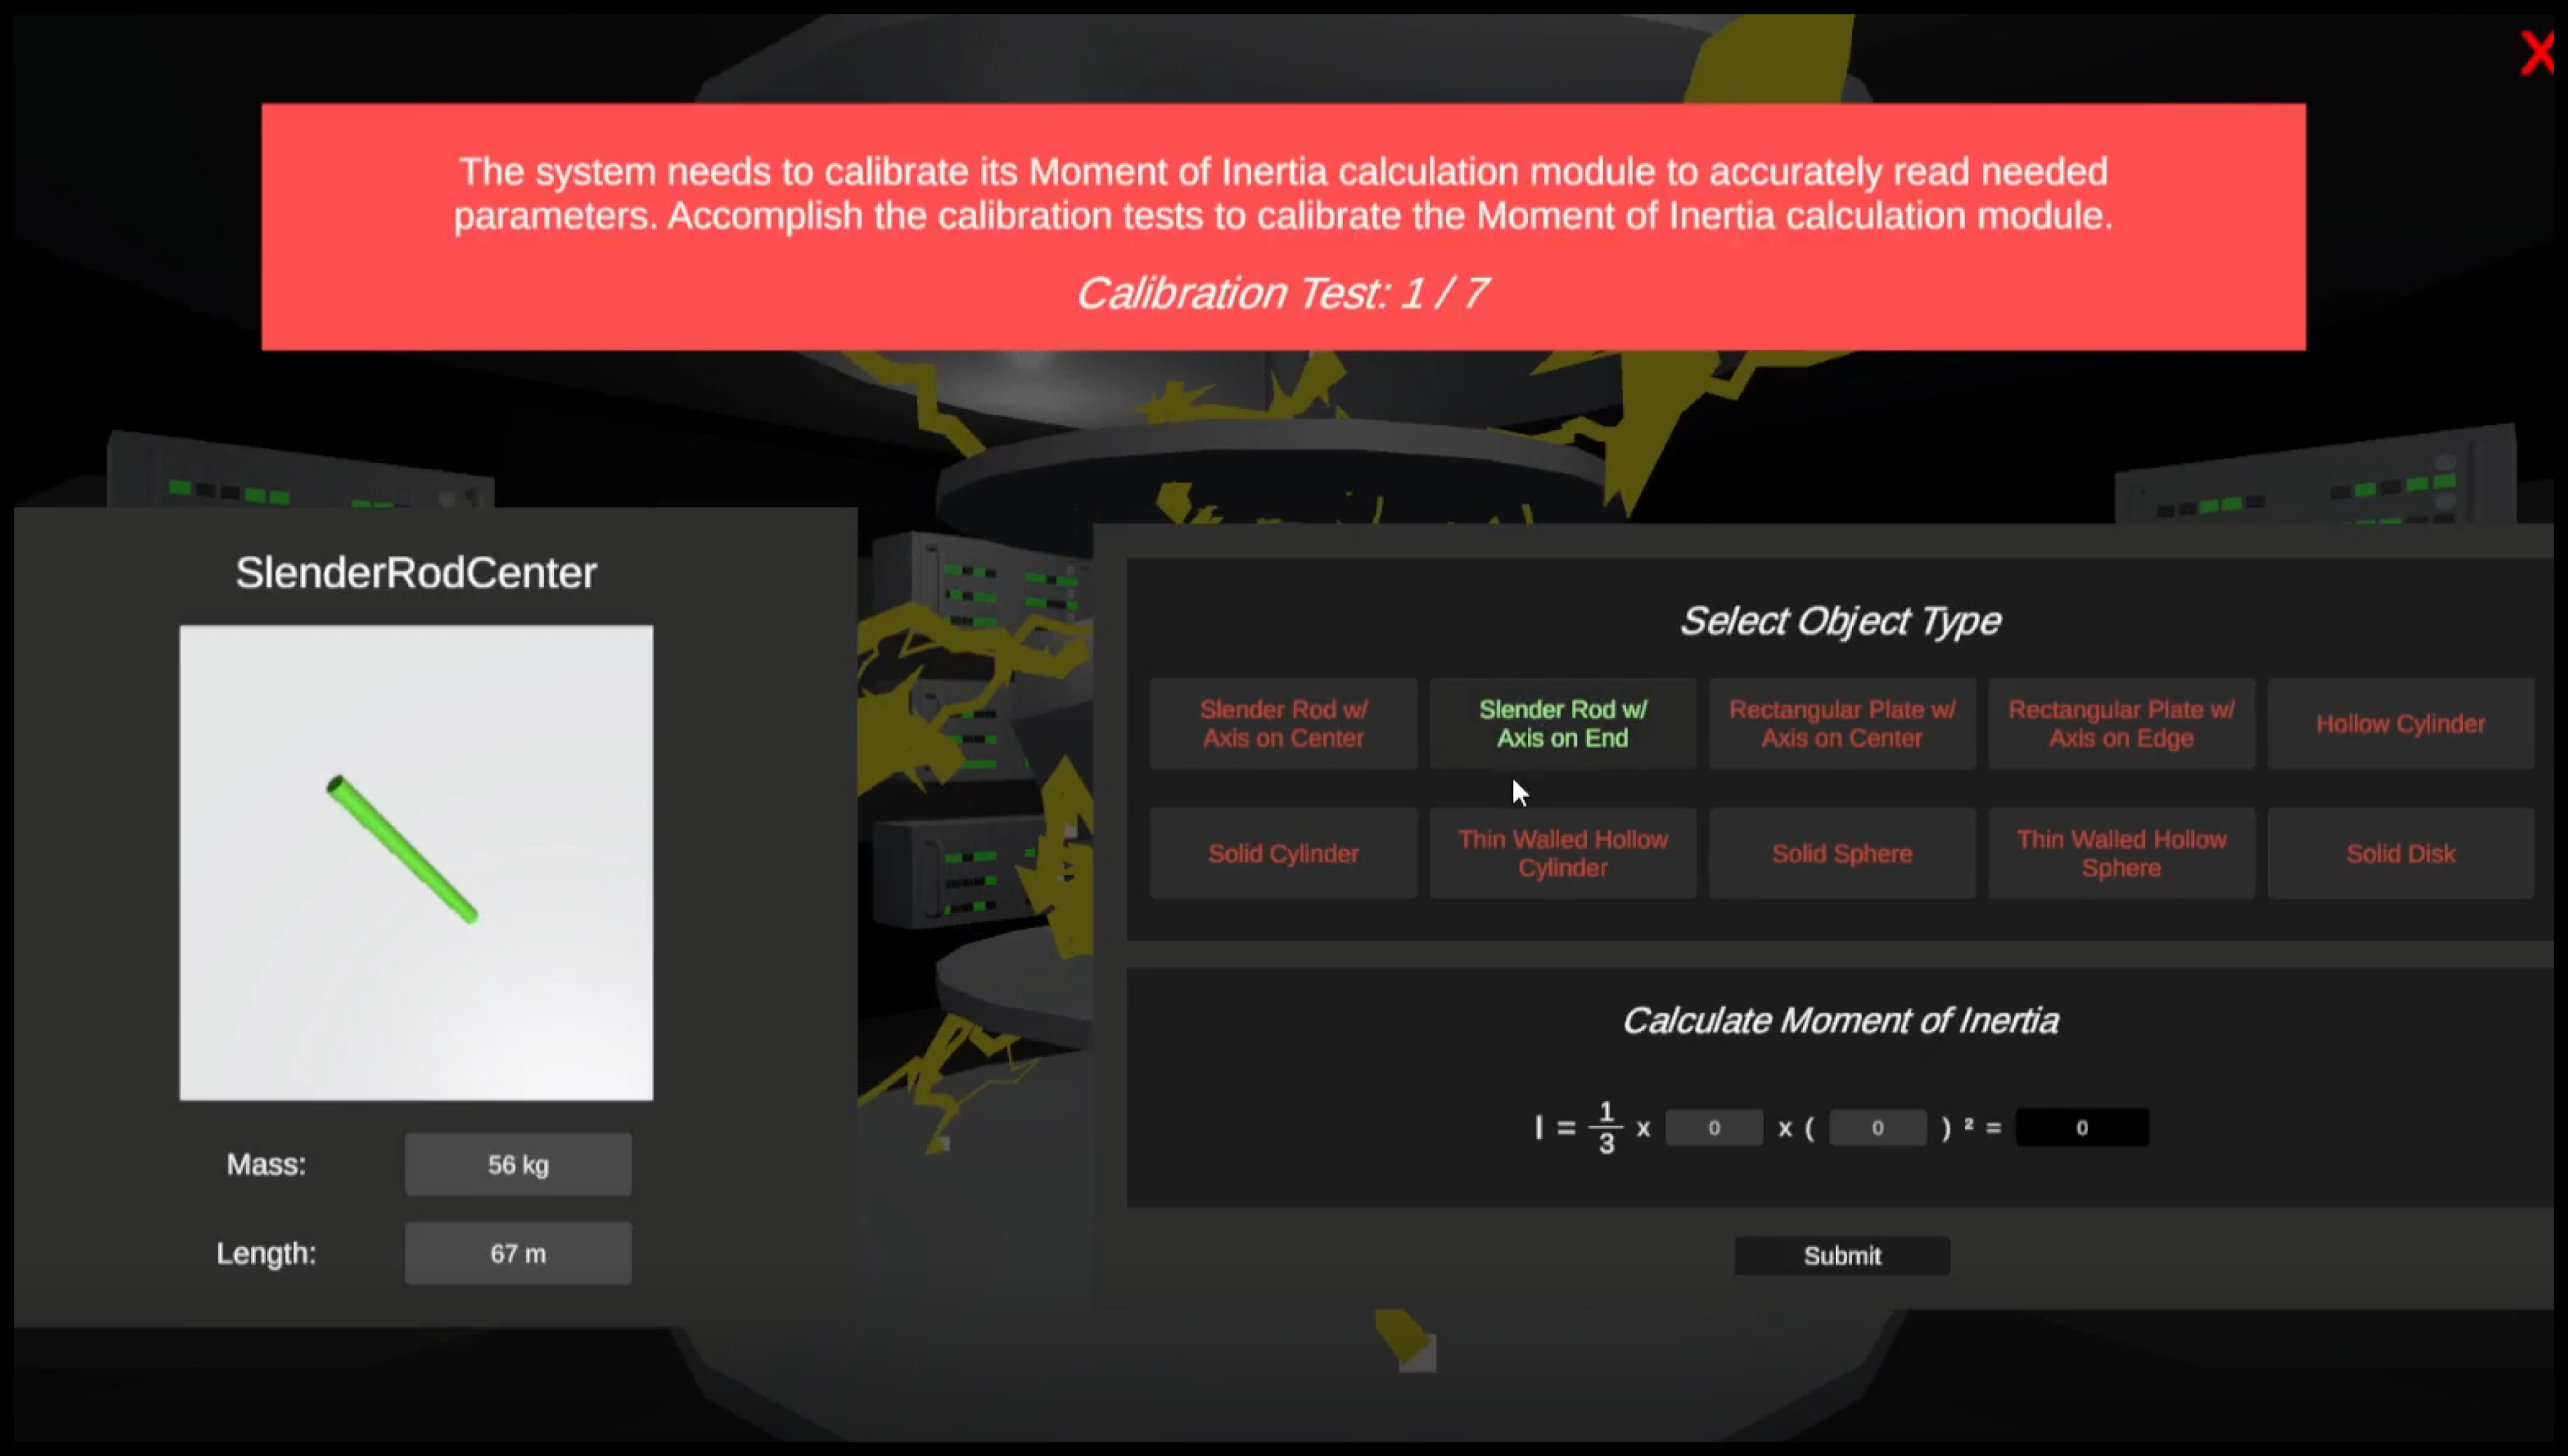 X
The system needs to calibrate its Moment of Inertia calculation module to accurately read needed
parameters. Accomplish the calibration tests to calibrate the Moment of Inertia calculation module.
Calibration Test: 1 / 7
SlenderRodCenter
Mass: 56 kg
Length: 67 m
Select Object Type
Slender Rod w/
Axis on Center
Slender Rod w/
Axis on End
Rectangular Plate w/
Axis on Center
Rectangular Plate w/
Axis on Edge
Hollow Cylinder
Solid Cylinder
Thin Walled Hollow
Cylinder
Solid Sphere
Thin Walled Hollow
Sphere
Solid Disk
Calculate Moment of Inertia
I = 1/3 x 0 x ( 0 ) ² = 0
Submit